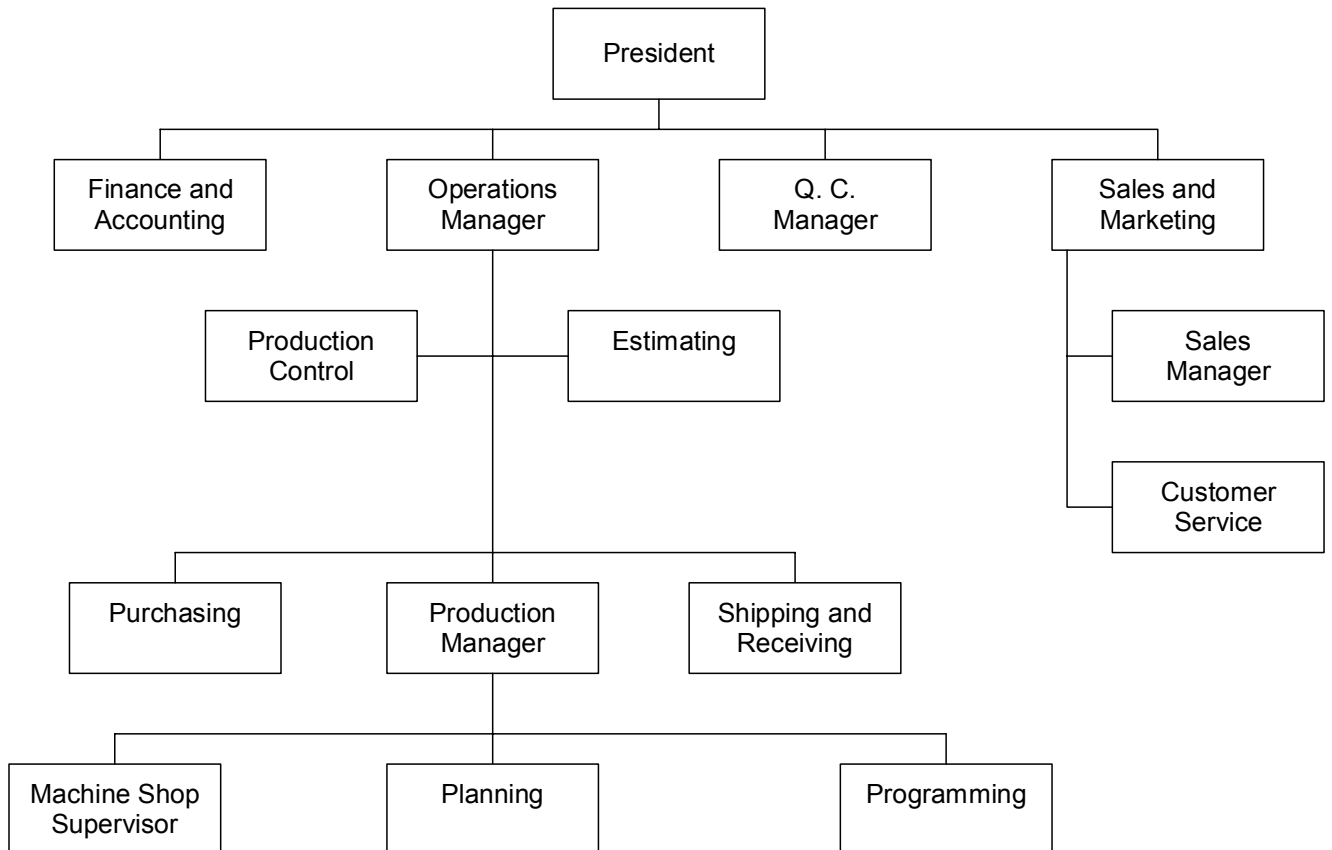 President
Finance and
Accounting
Operations
Manager
Q. C.
Manager
Sales and
Marketing
Production
Control
Estimating
Sales
Manager
Customer
Service
Purchasing
Production
Manager
Shipping and
Receiving
Machine Shop
Supervisor
Planning
Programming